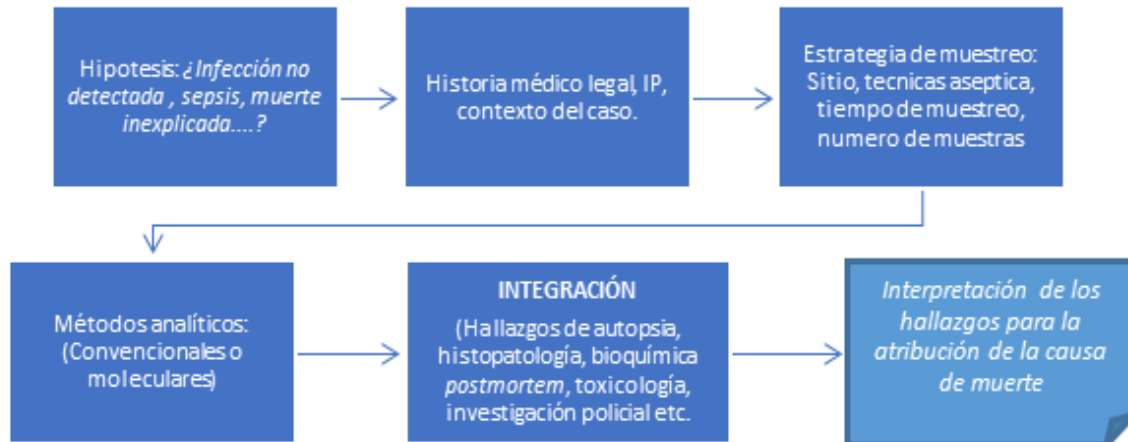 Hipotesis: ¿Infección no
detectada , sepsis, muerte
inexplicada....?
Historia médico legal, IP,
contexto del caso.
Estrategia de muestreo:
Sitio, tecnicas aseptica,
tiempo de muestreo,
numero de muestras
Métodos analíticos:
(Convencionales o
moleculares)
INTEGRACIÓN
(Hallazgos de autopsia,
histopatología, bioquímica
postmortem, toxicología,
investigación policial etc.
Interpretación de los
hallazgos para la
atribución de la causa
de muerte